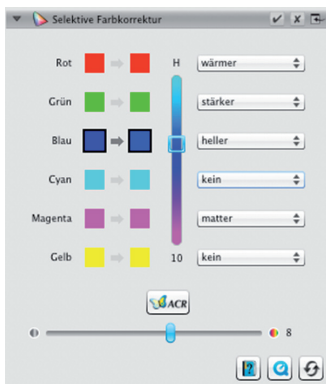 Selektive Farbkorrektur
Rot H wärmer
Grün stärker
Blau heller
Cyan kein
Magenta matter
Gelb 10 kein
ACR
8